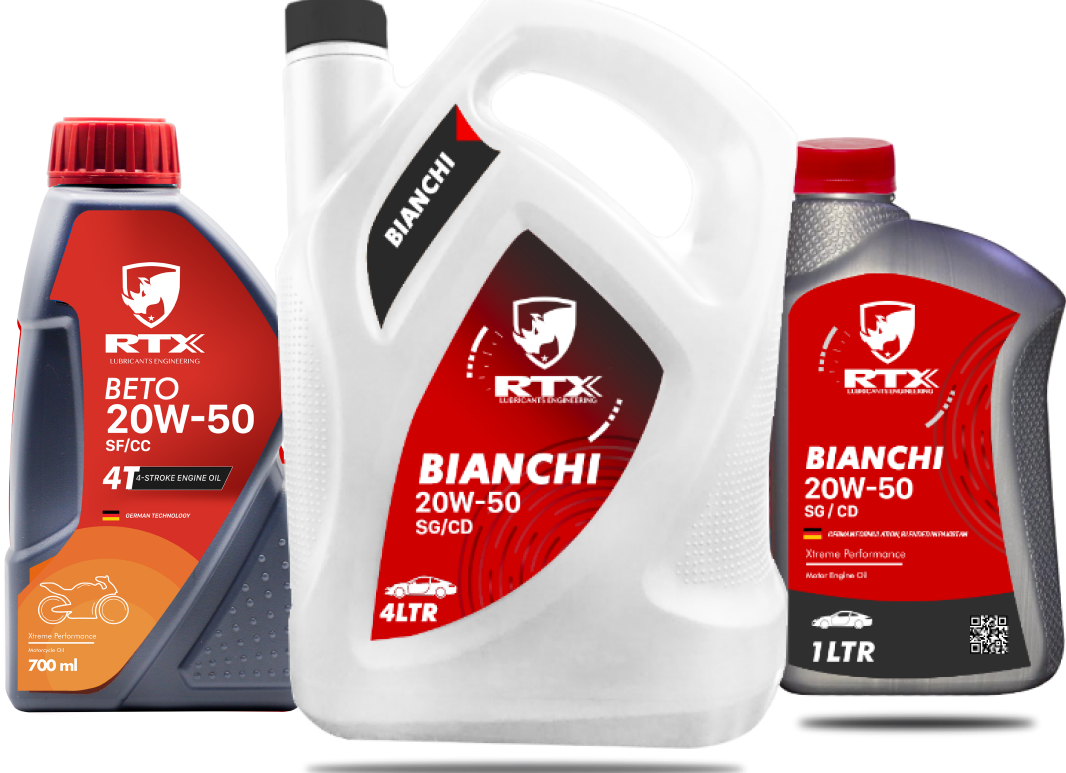 RTX
LUBRICANTS ENGINEERING
BETO
20W-50
SF/CC
4T 4-STROKE ENGINE OIL
GERMAN TECHNOLOGY
Xtreme Performance
Motorcycle Oil
700 ml
BIANCHI
RTX
LUBRICANTS ENGINEERING
BIANCHI
20W-50
SG/CD
4LTR
RTX
LUBRICANTS ENGINEERING
BIANCHI
20W-50
SG / CD
GERMAN FORMULATION, BLENDED IN PAKISTAN
Xtreme Performance
Motor Engine Oil
1LTR